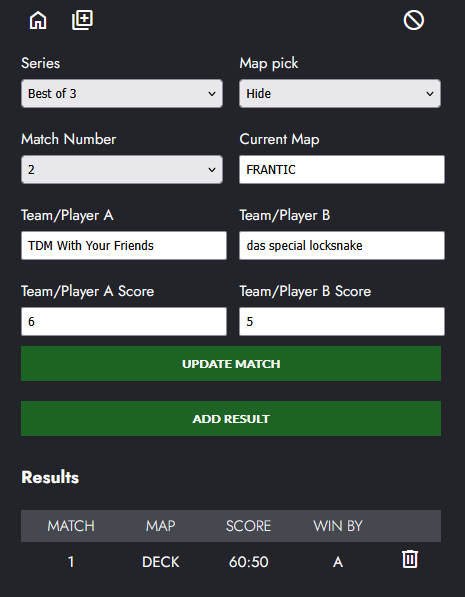 Series Map pick
Best of 3 Hide
Match Number Current Map
2 FRANTIC
Team/Player A Team/Player B
TDM With Your Friends das special locksnake
Team/Player A Score Team/Player B Score
6 5
UPDATE MATCH
ADD RESULT
Results
MATCH MAP SCORE WIN BY
1 DECK 60:50 A